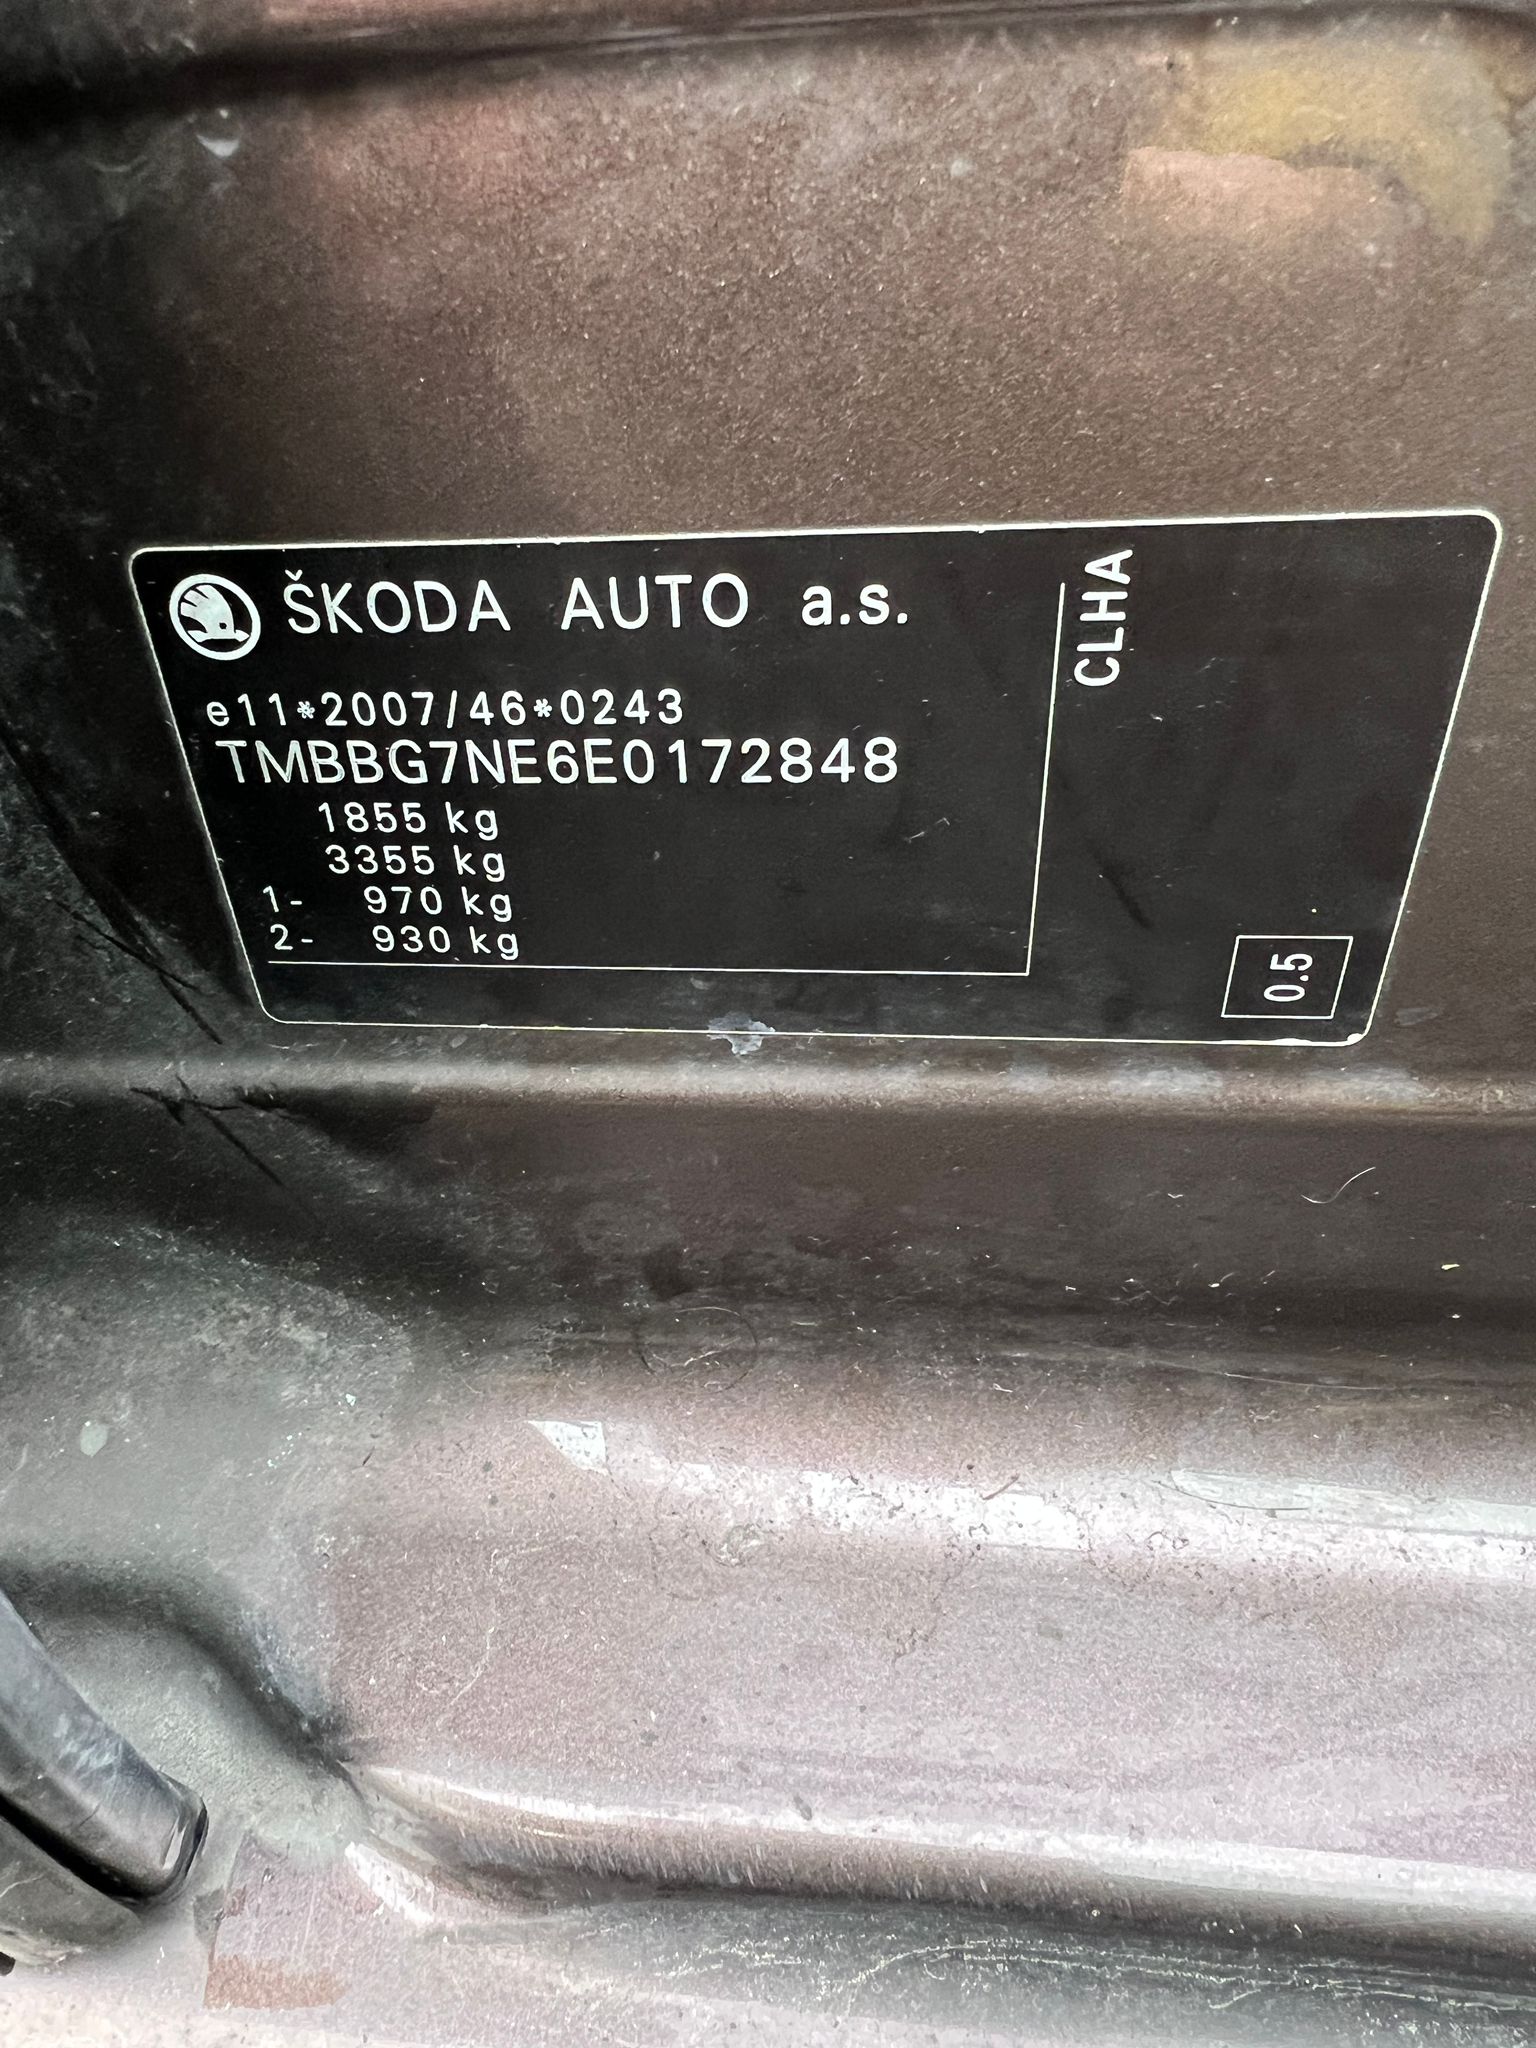 ŠKODA AUTO a.s.
e11*2007/46*0243
TMBBG7NE6E0172848
1855 kg
3355 kg
1- 970 kg
2- 930 kg
CLHA
0.5